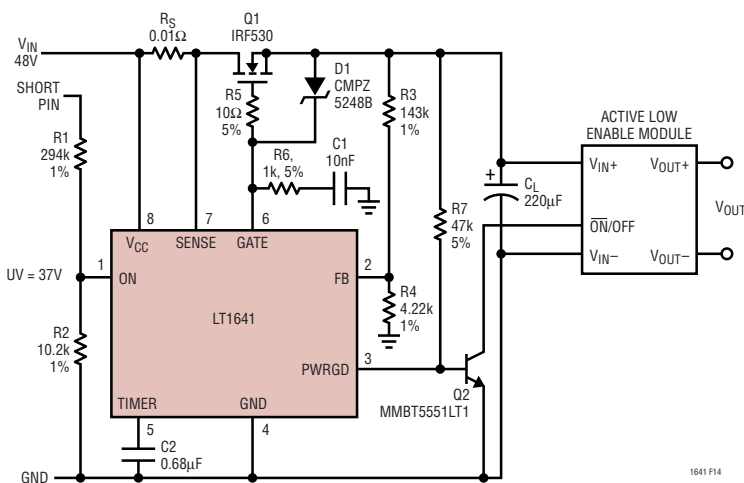 R_S
0.01Ω
Q1
IRF530
V_IN
48V
SHORT
PIN
R1
294k
1%
R5
10Ω
5%
D1
CMPZ
5248B
R3
143k
1%
ACTIVE LOW
ENABLE MODULE
R6,
1k, 5%
C1
10nF
V_IN+
V_OUT+
+
C_L
220µF
V_OUT
O̅N̅/OFF
V_IN−
V_OUT−
R7
47k
5%
8
7
6
V_CC
SENSE
GATE
UV = 37V
1
ON
FB
2
LT1641
R4
4.22k
1%
R2
10.2k
1%
PWRGD
3
Q2
MMBT5551LT1
TIMER
GND
5
4
C2
0.68µF
GND
1641 F14